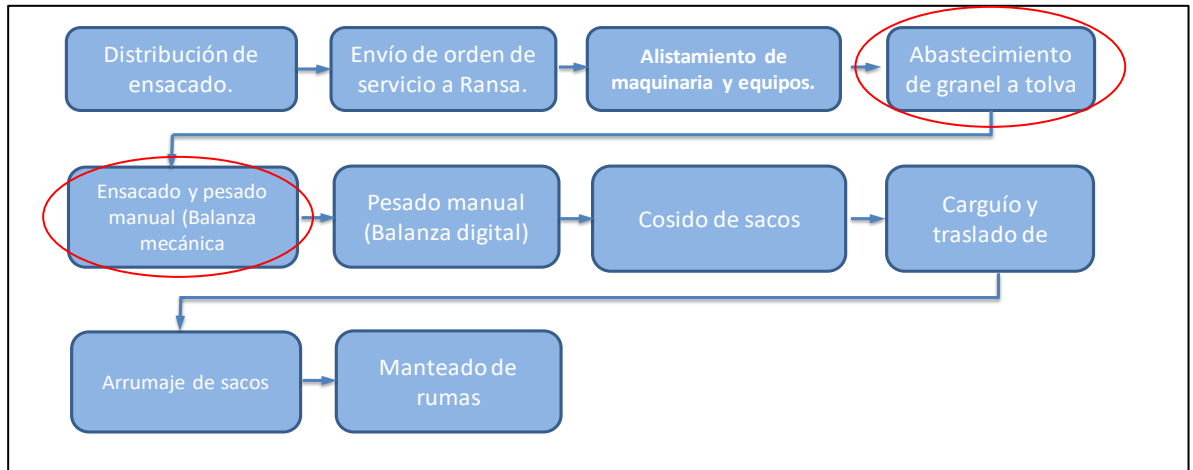 Distribución de
ensacado.
Envío de orden de
servicio a Ransa.
Alistamiento de
maquinaria y equipos.
Abastecimiento
de granel a tolva
Ensacado y pesado
manual (Balanza
mecánica
Pesado manual
(Balanza digital)
Cosido de sacos
Carguío y
traslado de
Arrumaje de sacos
Manteado de
rumas